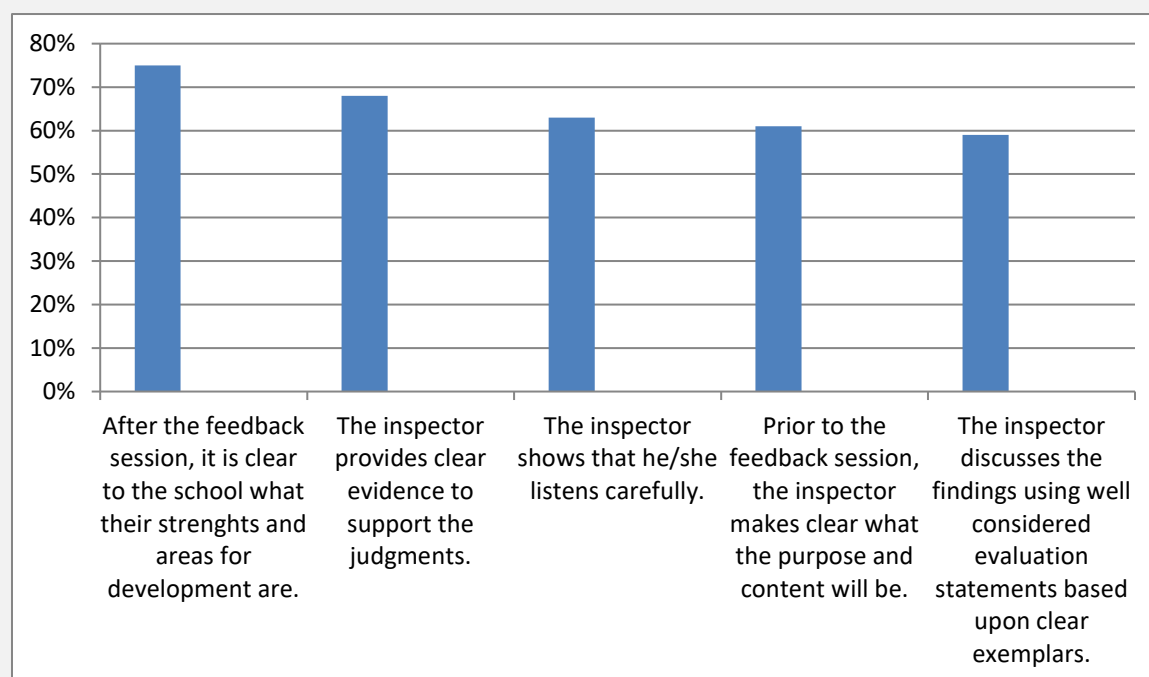 80%
70%
60%
50%
40%
30%
20%
10%
0%
After the feedback
session, it is clear
to the school what
their strenghts and
areas for
development are.
The inspector
provides clear
evidence to
support the
judgments.
The inspector
shows that he/she
listens carefully.
Prior to the
feedback session,
the inspector
makes clear what
the purpose and
content will be.
The inspector
discusses the
findings using well
considered
evaluation
statements based
upon clear
exemplars.